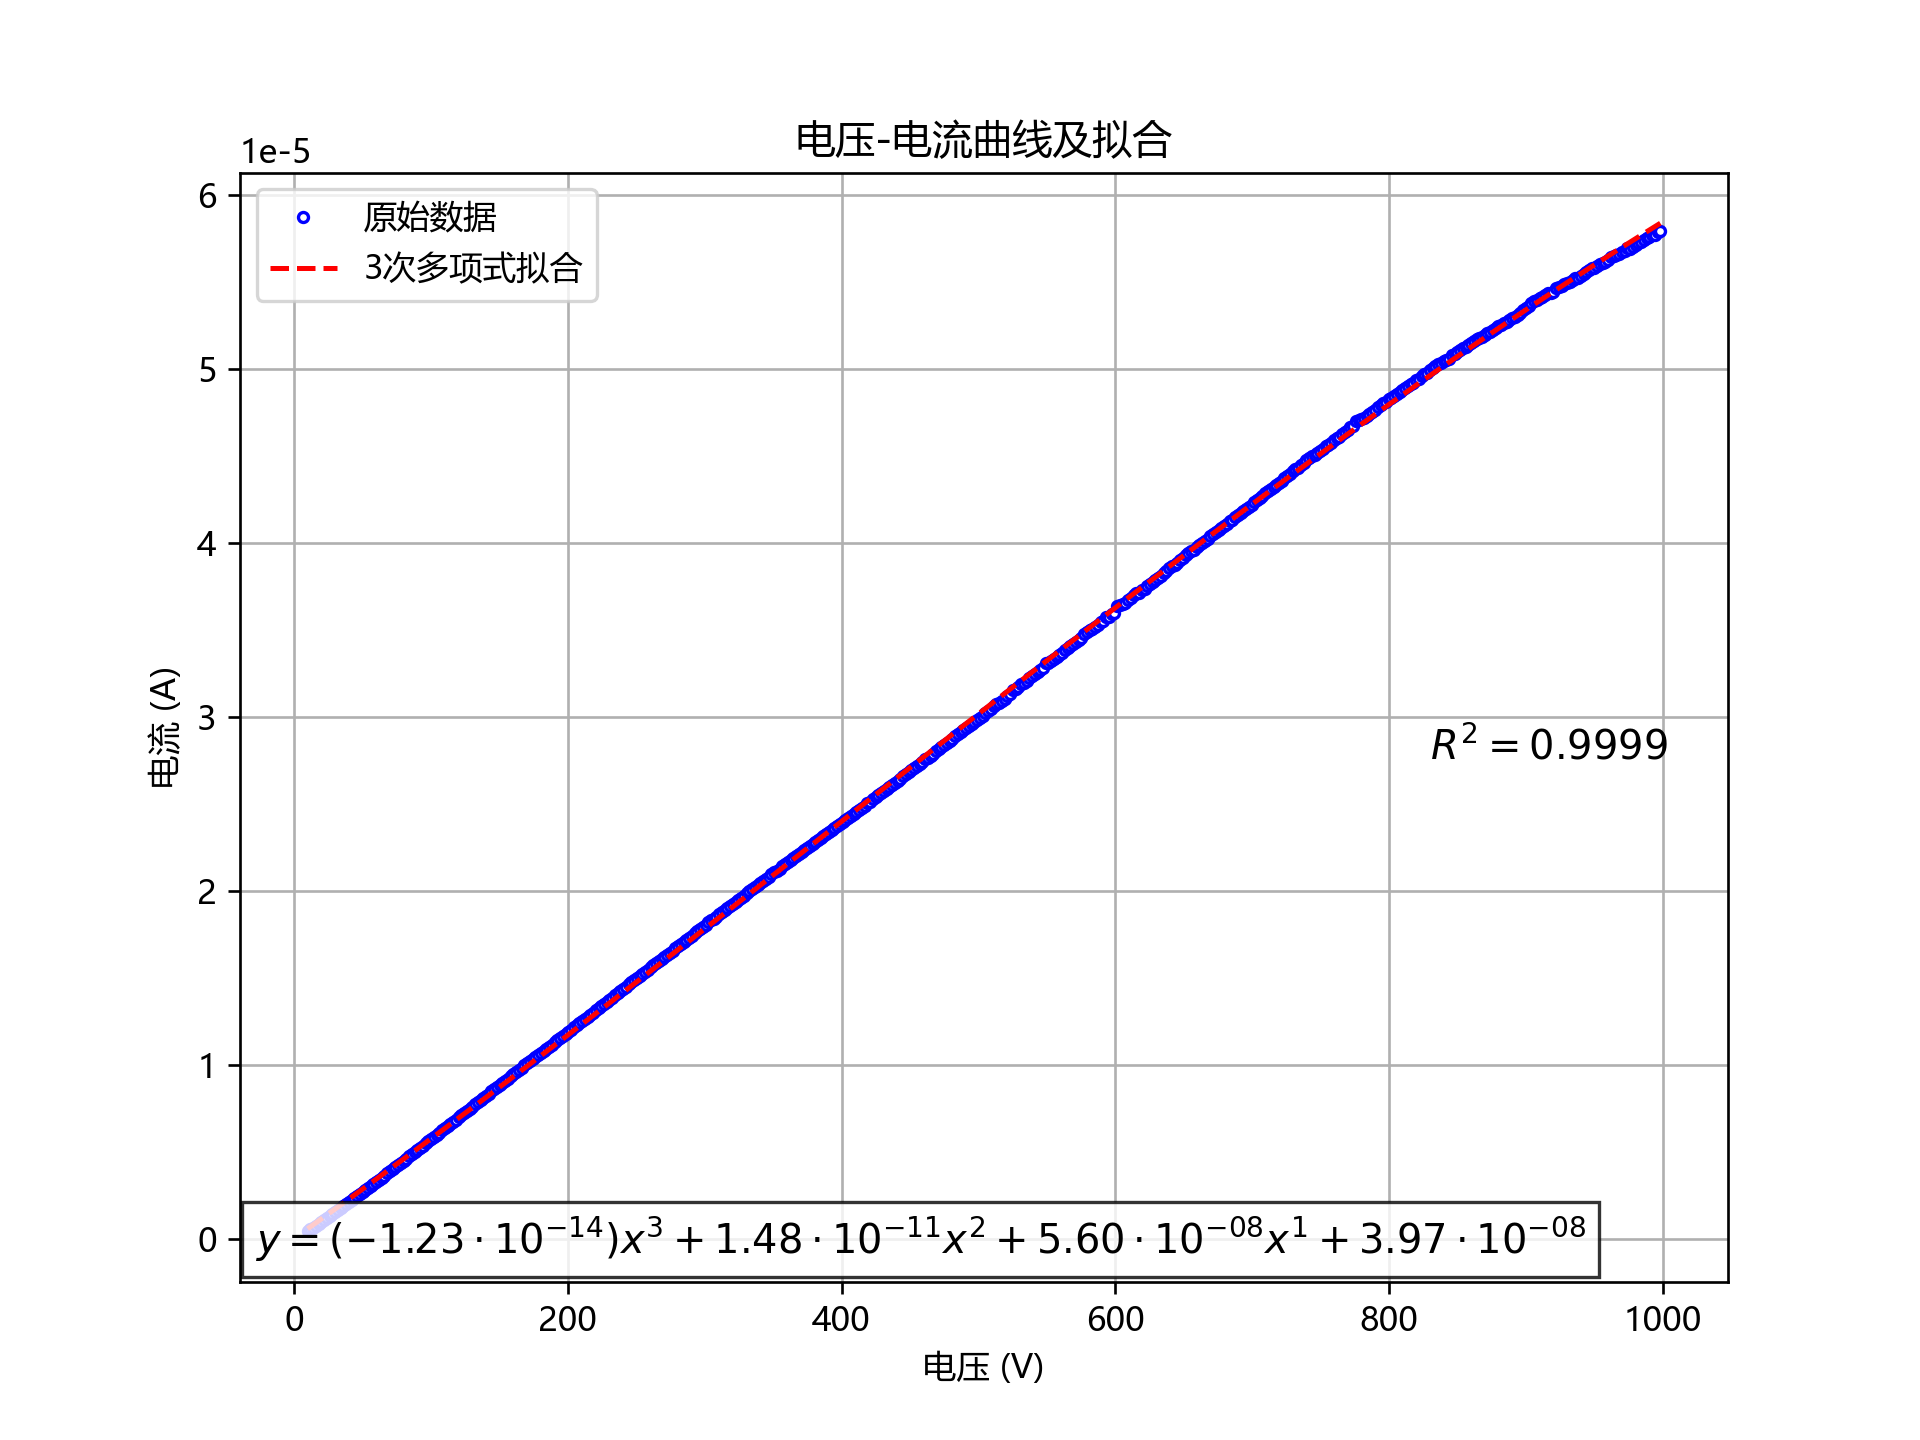 电压-电流曲线及拟合
1e-5
原始数据
3次多项式拟合
6
5
4
3
2
1
0
电流 (A)
R² = 0.9999
y = (−1.23 · 10⁻¹⁴)x³ + 1.48 · 10⁻¹¹x² + 5.60 · 10⁻⁰⁸x¹ + 3.97 · 10⁻⁰⁸
0 200 400 600 800 1000
电压 (V)